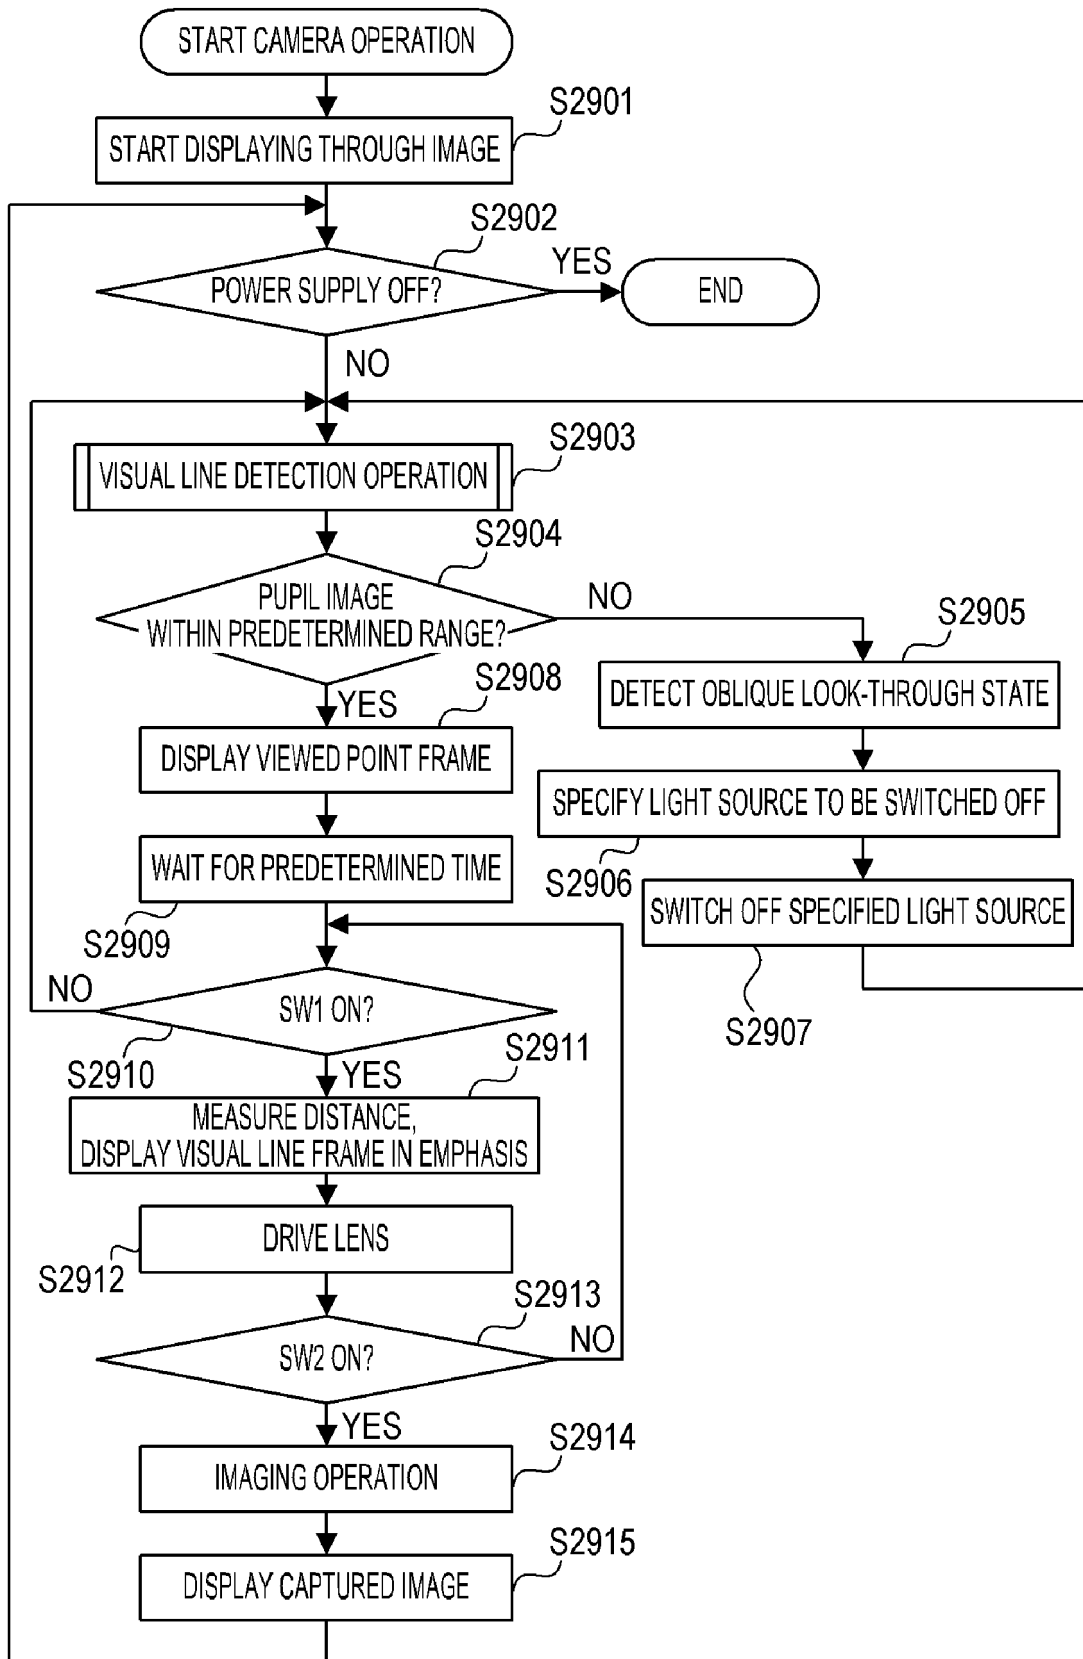 START CAMERA OPERATION
S2901
START DISPLAYING THROUGH IMAGE
S2902
POWER SUPPLY OFF?
YES
END
NO
S2903
VISUAL LINE DETECTION OPERATION
S2904
PUPIL IMAGE
WITHIN PREDETERMINED RANGE?
NO
S2905
DETECT OBLIQUE LOOK-THROUGH STATE
YES
S2908
DISPLAY VIEWED POINT FRAME
SPECIFY LIGHT SOURCE TO BE SWITCHED OFF
S2906
WAIT FOR PREDETERMINED TIME
S2909
SWITCH OFF SPECIFIED LIGHT SOURCE
S2907
NO
SW1 ON?
S2910
YES
S2911
MEASURE DISTANCE,
DISPLAY VISUAL LINE FRAME IN EMPHASIS
DRIVE LENS
S2912
S2913
SW2 ON?
NO
YES
S2914
IMAGING OPERATION
S2915
DISPLAY CAPTURED IMAGE